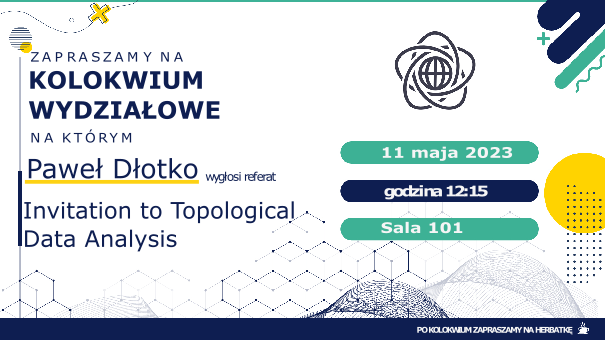 ZAPRASZAMY NA
KOLOKWIUM
WYDZIAŁOWE
NA KTÓRYM
Paweł Dłotko wygłosi referat
Invitation to Topological
Data Analysis
11 maja 2023
godzina 12:15
Sala 101
PO KOLOKWIUM ZAPRASZAMY NA HERBATKĘ